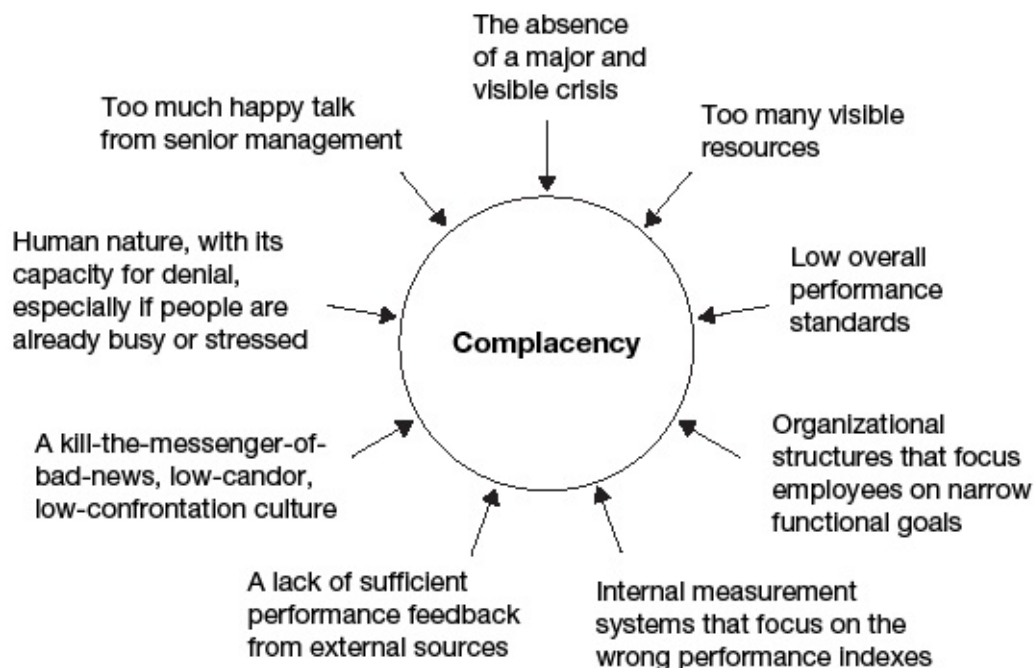 The absence
of a major and
visible crisis
Too many visible
resources
Low overall
performance
standards
Organizational
structures that focus
employees on narrow
functional goals
Internal measurement
systems that focus on the
wrong performance indexes
A lack of sufficient
performance feedback
from external sources
A kill-the-messenger-of-
bad-news, low-candor,
low-confrontation culture
Human nature, with its
capacity for denial,
especially if people are
already busy or stressed
Too much happy talk
from senior management
Complacency